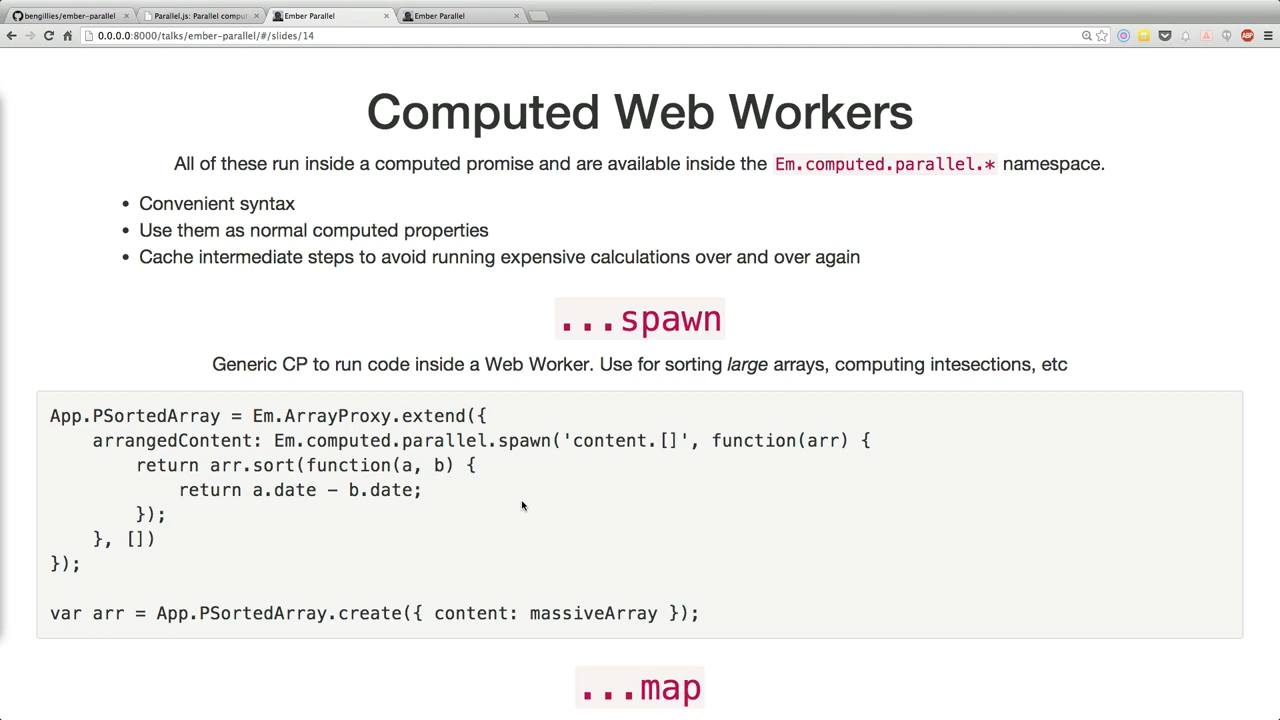 bengillies/ember-parallel
Parallel.js: Parallel comput
Ember Parallel
Ember Parallel
0.0.0.0:8000/talks/ember-parallel/#/slides/14
ABP
Computed Web Workers
All of these run inside a computed promise and are available inside the Em.computed.parallel.* namespace.
• Convenient syntax
• Use them as normal computed properties
• Cache intermediate steps to avoid running expensive calculations over and over again
...spawn
Generic CP to run code inside a Web Worker. Use for sorting large arrays, computing intesections, etc
App.PSortedArray = Em.ArrayProxy.extend({
    arrangedContent: Em.computed.parallel.spawn('content.[]', function(arr) {
        return arr.sort(function(a, b) {
            return a.date - b.date;
        });
    }, [])
});
var arr = App.PSortedArray.create({ content: massiveArray });
...map